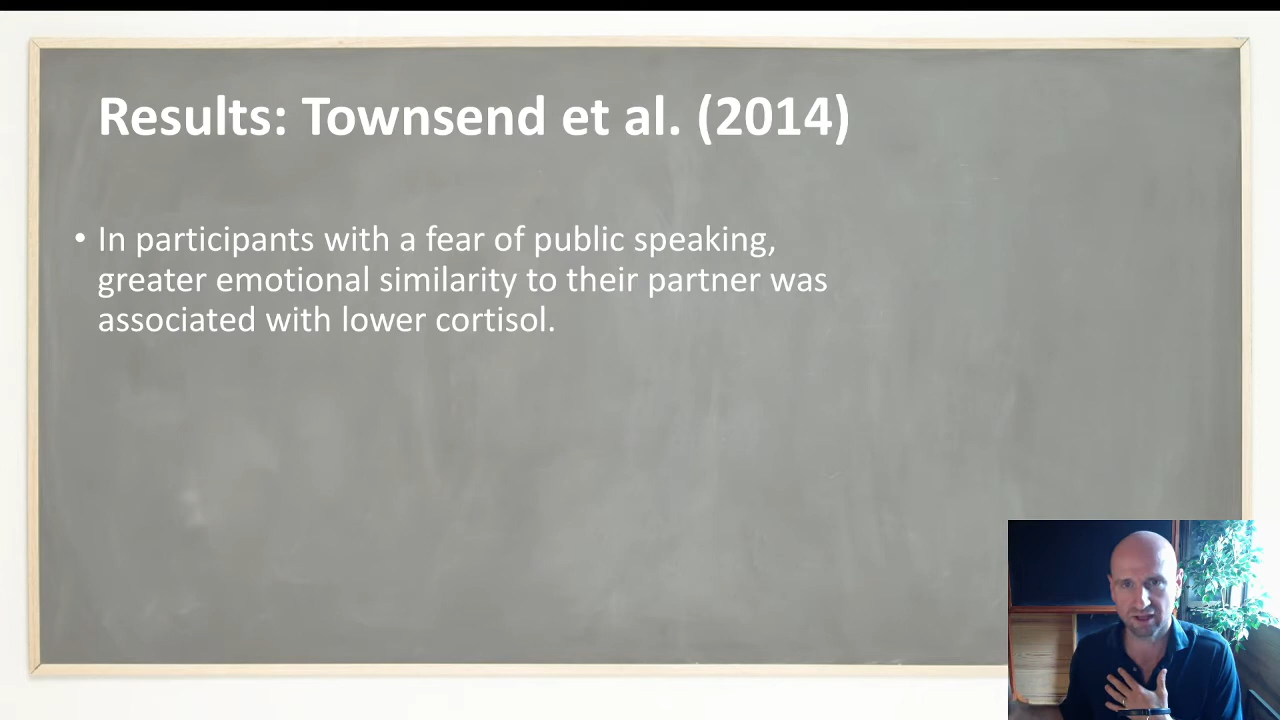 Results: Townsend et al. (2014)
• In participants with a fear of public speaking,
greater emotional similarity to their partner was
associated with lower cortisol.